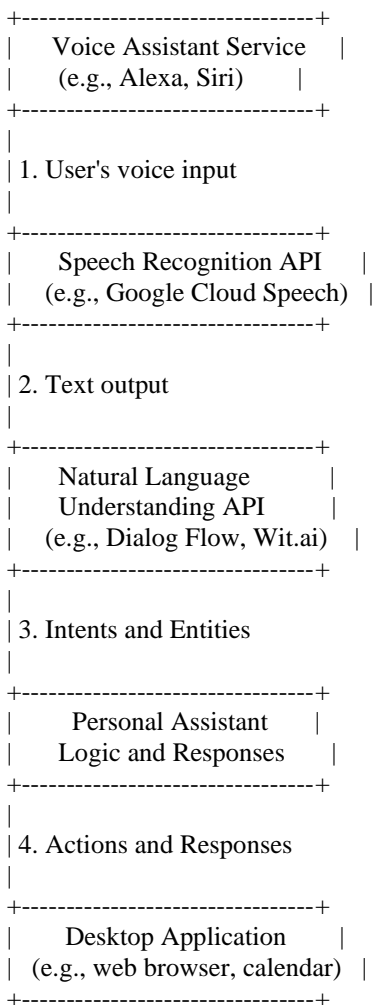 +---------------------------------+
|      Voice Assistant Service     |
|       (e.g., Alexa, Siri)        |
+---------------------------------+
|
| 1. User's voice input
|
+---------------------------------+
|       Speech Recognition API      |
|     (e.g., Google Cloud Speech)  |
+---------------------------------+
|
| 2. Text output
|
+---------------------------------+
|       Natural Language          |
|       Understanding API         |
|     (e.g., Dialog Flow, Wit.ai)    |
+---------------------------------+
|
| 3. Intents and Entities
|
+---------------------------------+
|         Personal Assistant      |
|       Logic and Responses       |
+---------------------------------+
|
| 4. Actions and Responses
|
+---------------------------------+
|        Desktop Application       |
|   (e.g., web browser, calendar)  |
+---------------------------------+